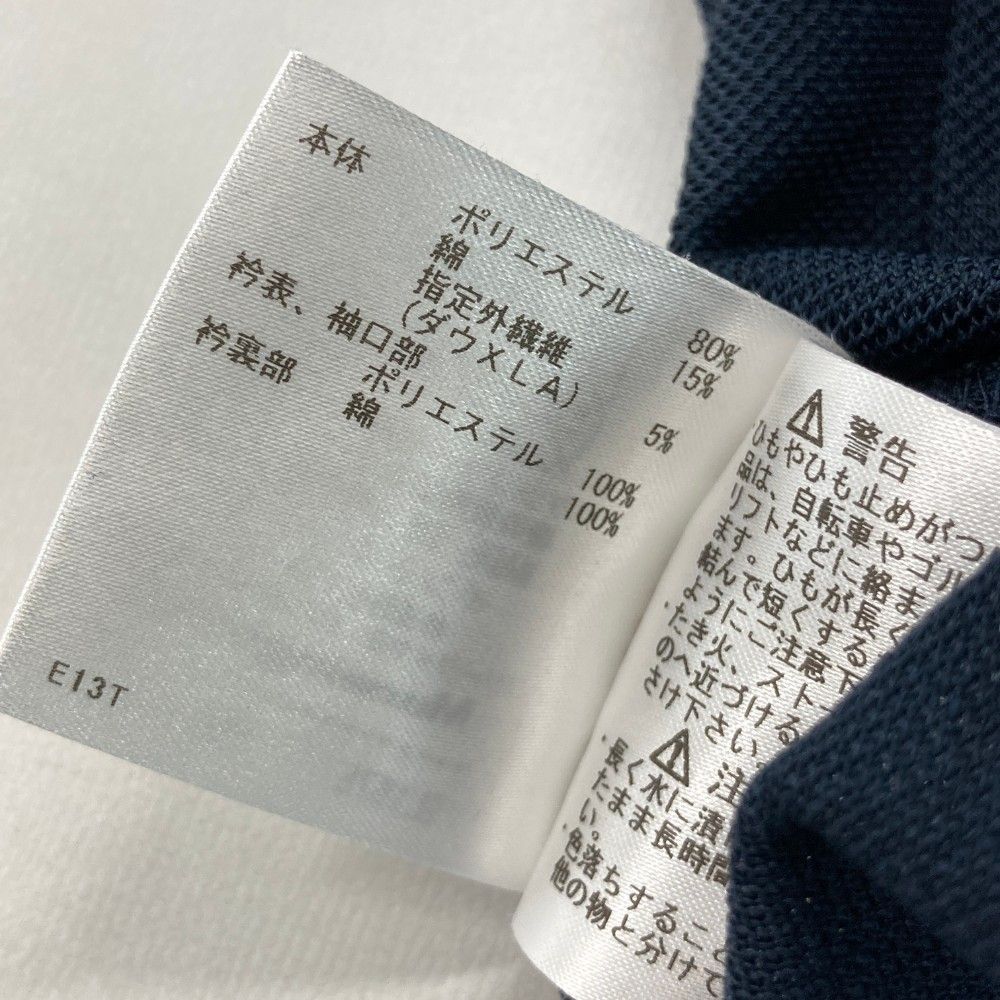 本体
ポリエステル 80%
綿 15%
指定外繊維
(ダウXLA) 5%
衿表、袖口部
ポリエステル 100%
衿裏部 綿 100%
E13T
警告
・ひもやひも止めがつ
品は、自転車やゴル
リフトなどに絡ま
ます。ひもが長く
結んで短くする
ように ご注意下
・たき火、スト
のへ近づける
さけ下さい。
注
・長く水に漬
たまま長時間
たい。
・色落ちすること
他の物と分けて